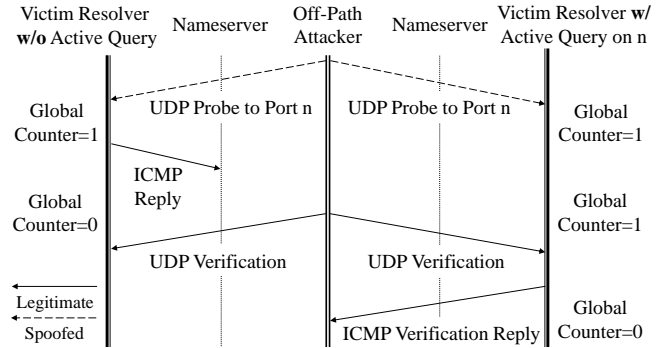 Victim Resolver
w/o Active Query
Nameserver
Off-Path
Attacker
Nameserver
Victim Resolver w/
Active Query on n
Global
Counter=1
UDP Probe to Port n
UDP Probe to Port n
Global
Counter=1
ICMP
Reply
Global
Counter=0
Global
Counter=1
UDP Verification
UDP Verification
Legitimate
Spoofed
ICMP Verification Reply
Global
Counter=0